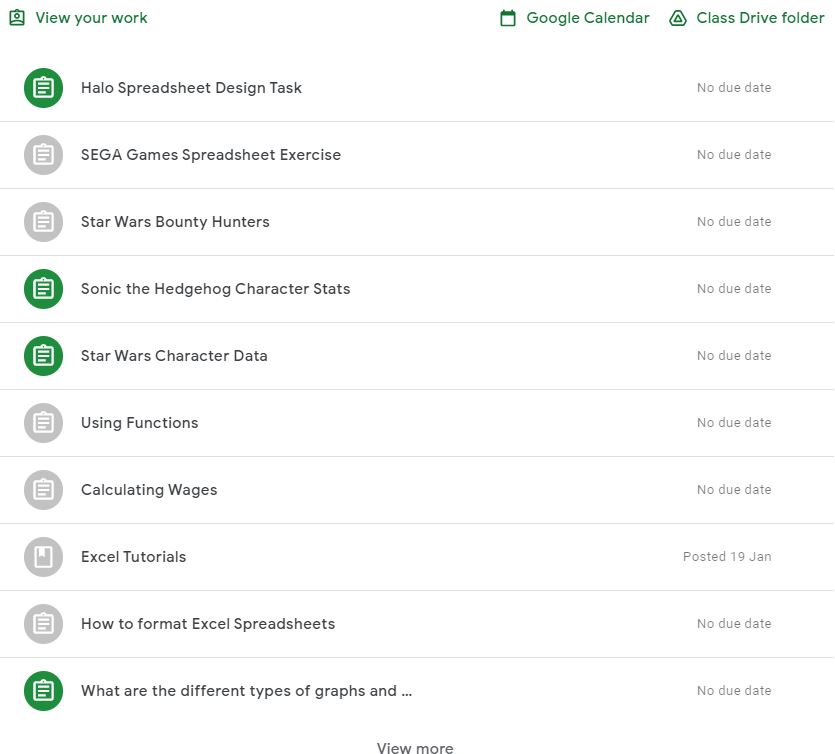 View your work Google Calendar Class Drive folder
Halo Spreadsheet Design Task No due date
SEGA Games Spreadsheet Exercise No due date
Star Wars Bounty Hunters No due date
Sonic the Hedgehog Character Stats No due date
Star Wars Character Data No due date
Using Functions No due date
Calculating Wages No due date
Excel Tutorials Posted 19 Jan
How to format Excel Spreadsheets No due date
What are the different types of graphs and ... No due date
View more